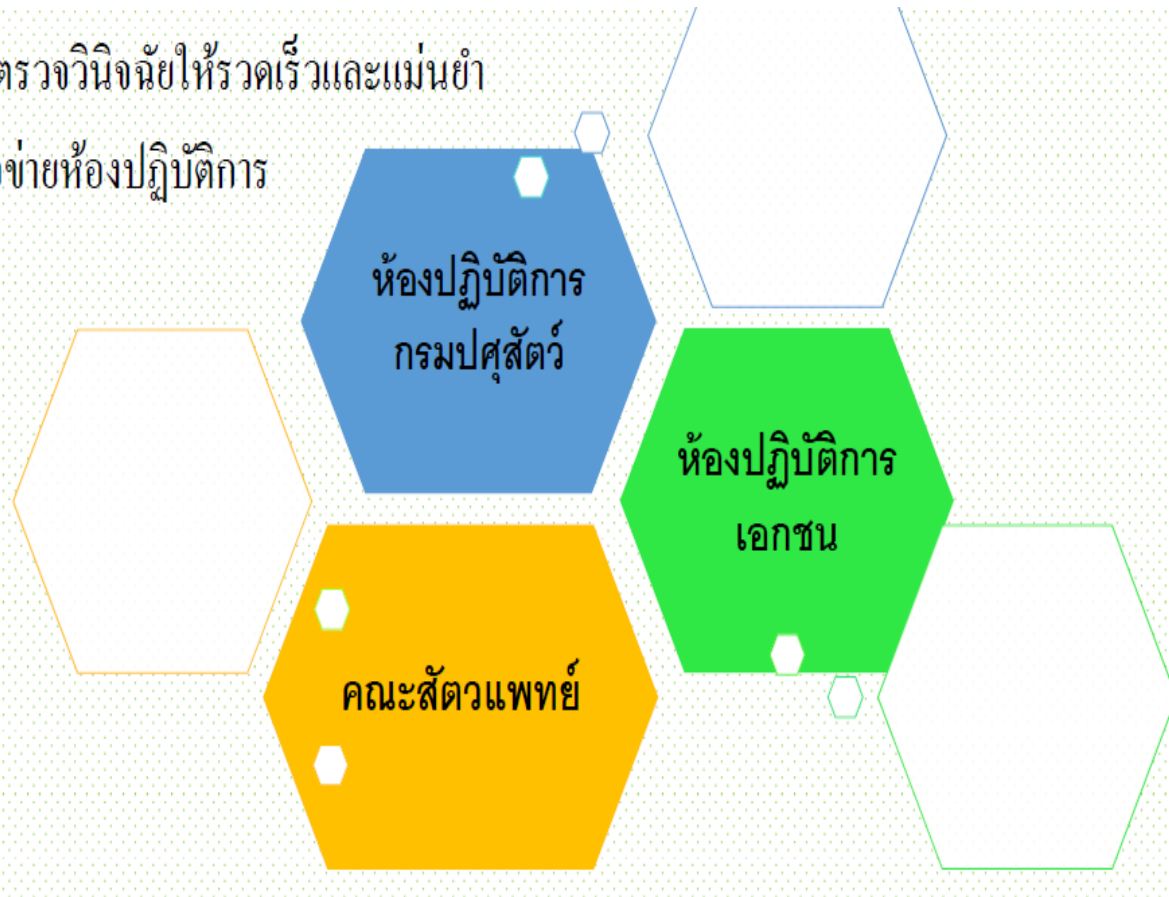 ตรวจวินิจฉัยให้รวดเร็วและแม่นยำ
ข่ายห้องปฏิบัติการ
ห้องปฏิบัติการ
กรมปศุสัตว์
ห้องปฏิบัติการ
เอกชน
คณะสัตวแพทย์